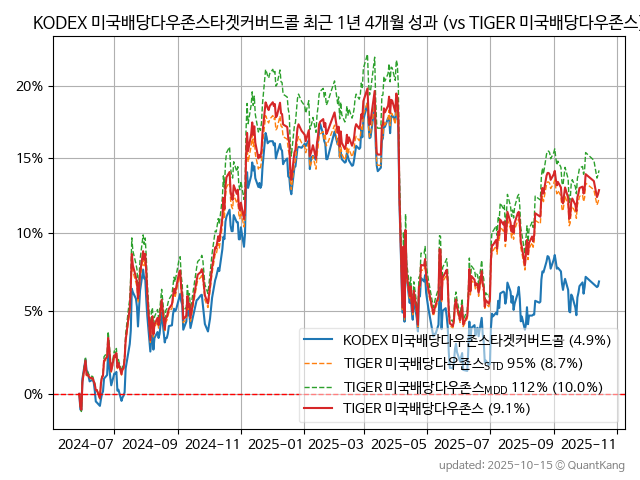 KODEX 미국배당다우존스타겟커버드콜 최근 1년 4개월 성과 (vs TIGER 미국배당다우존스)
20%
15%
10%
5%
0%
KODEX 미국배당다우존스타겟커버드콜 (4.9%)
TIGER 미국배당다우존스STD 95% (8.7%)
TIGER 미국배당다우존스MDD 112% (10.0%)
TIGER 미국배당다우존스 (9.1%)
2024-07 2024-09 2024-11 2025-01 2025-03 2025-05 2025-07 2025-09 2025-11
updated: 2025-10-15 © QuantKang